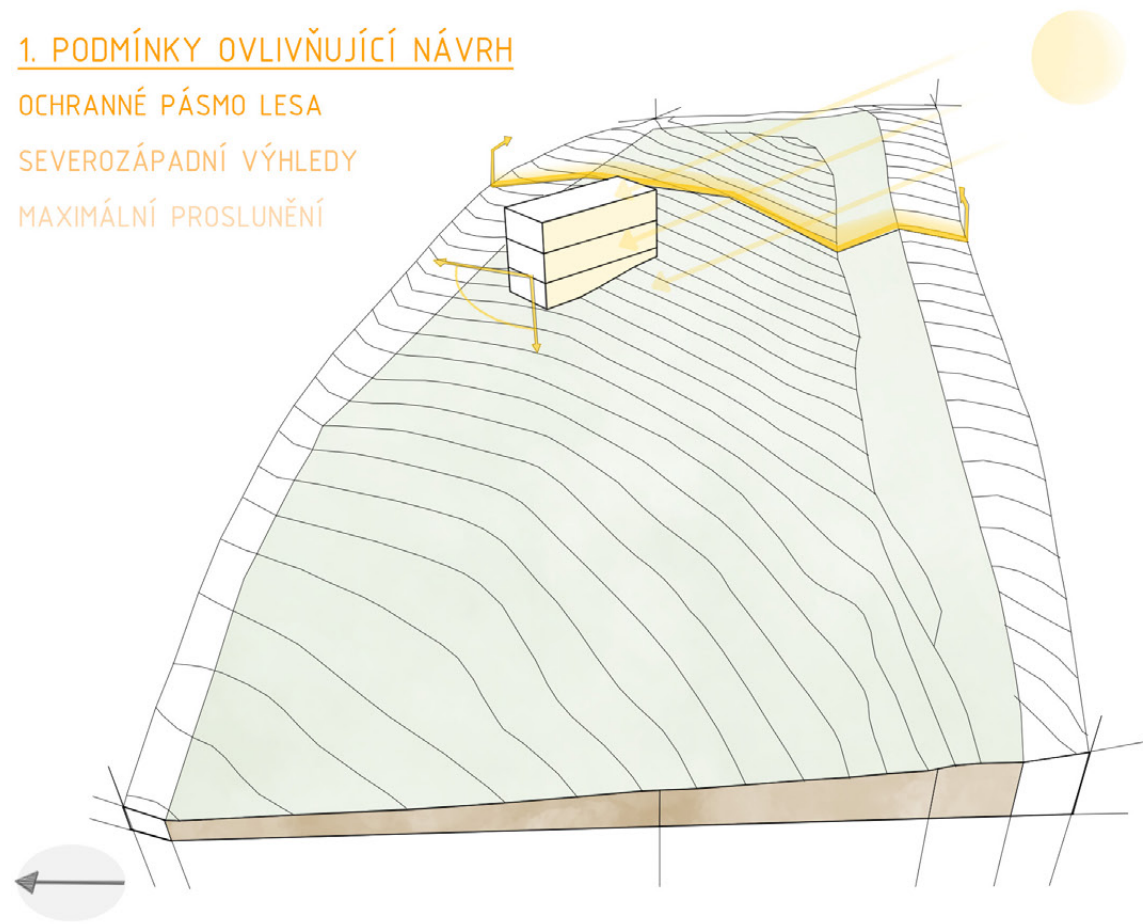 1. PODMÍNKY OVLIVŇUJÍCÍ NÁVRH
OCHRANNÉ PÁSMO LESA
SEVEROZÁPADNÍ VÝHLEDY
MAXIMÁLNÍ PROSLUNĚNÍ